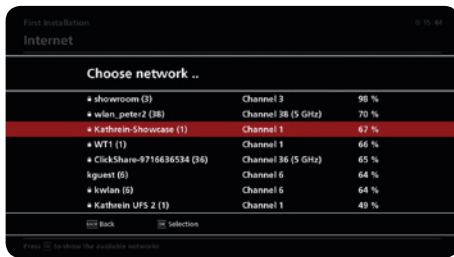 First Installation 15:44
Internet
Choose network ..
showroom (3) Channel 3 98 %
wlan_peter2 (38) Channel 38 (5 GHz) 70 %
Kathrein-Showcase (1) Channel 1 67 %
WT1 (1) Channel 1 66 %
ClickShare-9716636534 (36) Channel 36 (5 GHz) 65 %
kguest (6) Channel 6 64 %
kwlan (6) Channel 6 64 %
Kathrein UFS 2 (1) Channel 1 49 %
Back OK Selection
Press OK to show the available networks